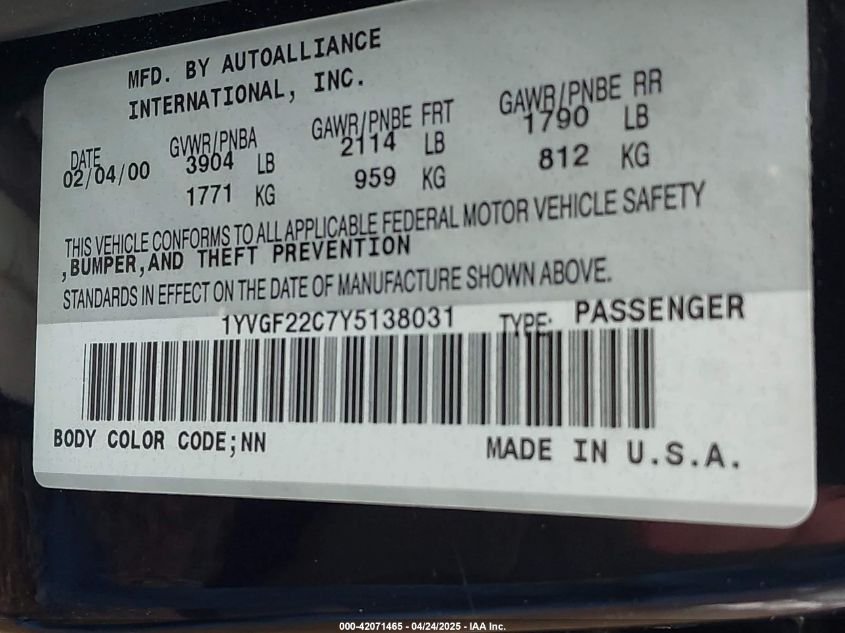 MFD. BY AUTOALLIANCE
INTERNATIONAL, INC.
DATE GVWR/PNBA GAWR/PNBE FRT GAWR/PNBE RR
02/04/00 3904 LB 2114 LB 1790 LB
1771 KG 959 KG 812 KG
THIS VEHICLE CONFORMS TO ALL APPLICABLE FEDERAL MOTOR VEHICLE SAFETY
,BUMPER,AND THEFT PREVENTION
STANDARDS IN EFFECT ON THE DATE OF MANUFACTURE SHOWN ABOVE.
1YVGF22C7Y5138031 TYPE: PASSENGER
BODY COLOR CODE;NN MADE IN U.S.A.
000-42071465 - 04/24/2025 - IAA Inc.